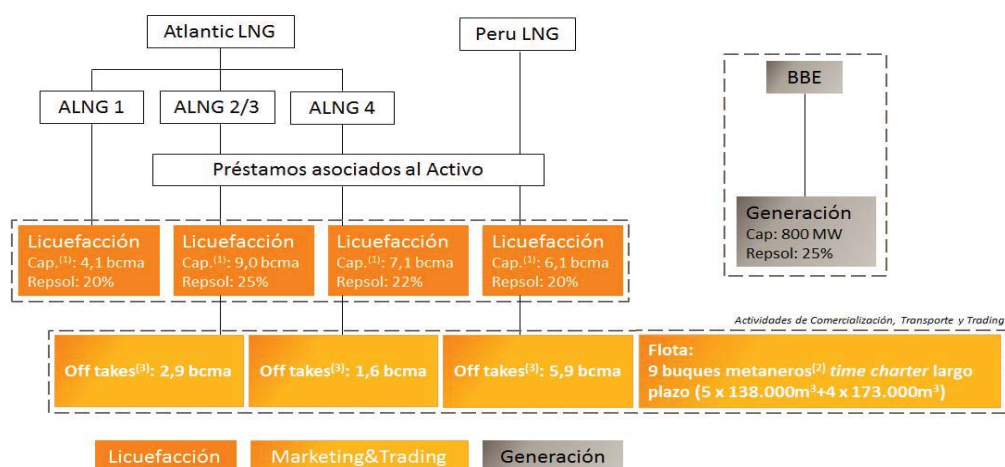 Atlantic LNG
Peru LNG
BBE
ALNG 1
ALNG 2/3
ALNG 4
Préstamos asociados al Activo
Licuefacción
Cap.(1): 4,1 bcma
Repsol: 20%
Licuefacción
Cap.(1): 9,0 bcma
Repsol: 25%
Licuefacción
Cap.(1): 7,1 bcma
Repsol: 22%
Licuefacción
Cap.(1): 6,1 bcma
Repsol: 20%
Generación
Cap: 800 MW
Repsol: 25%
Actividades de Comercialización, Transporte y Trading
Off takes(3): 2,9 bcma
Off takes(3): 1,6 bcma
Off takes(3): 5,9 bcma
Flota:
9 buques metaneros(2) time charter largo
plazo (5 x 138.000m³+4 x 173.000m³)
Licuefacción
Marketing&Trading
Generación